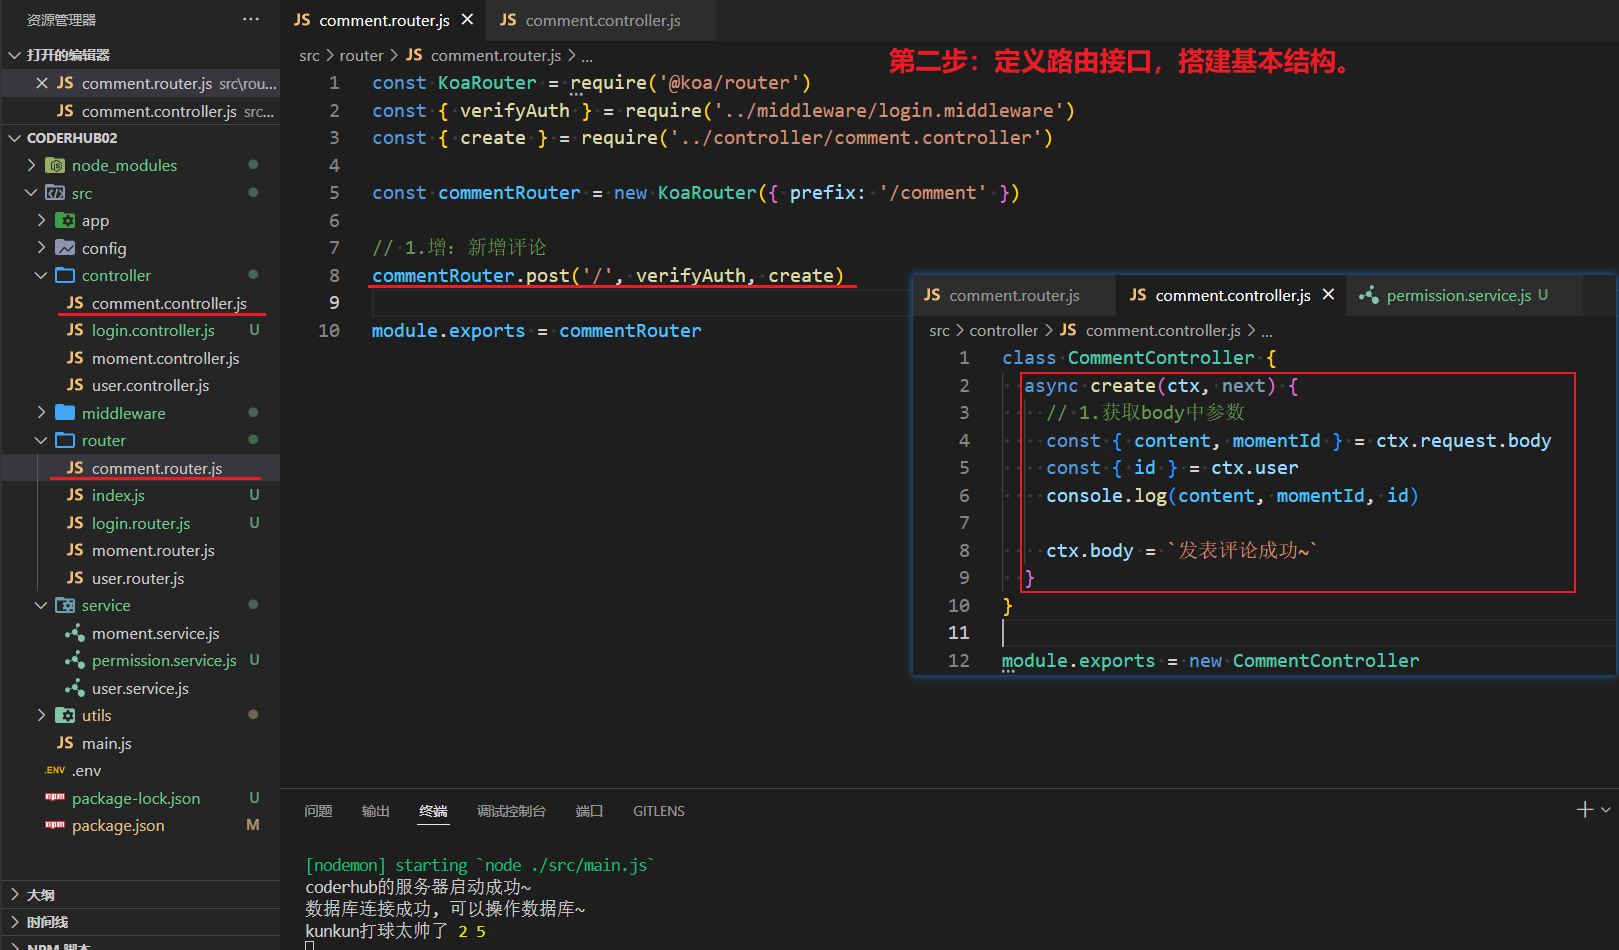 资源管理器
打开的编辑器
comment.router.js src\rou...
comment.controller.js src...
CODERHUB02
node_modules
src
app
config
controller
comment.controller.js
login.controller.js U
moment.controller.js
user.controller.js
middleware
router
comment.router.js
index.js U
login.router.js U
moment.router.js
user.router.js
service
moment.service.js
permission.service.js U
user.service.js
utils
main.js
.env
package-lock.json U
package.json M
大纲
时间线
NPM 脚本
JS comment.router.js
JS comment.controller.js
src > router > JS comment.router.js > ...
第二步：定义路由接口，搭建基本结构。
1 const KoaRouter = require('@koa/router')
2 const { verifyAuth } = require('../middleware/login.middleware')
3 const { create } = require('../controller/comment.controller')
4
5 const commentRouter = new KoaRouter({ prefix: '/comment' })
6
7 // 1.增：新增评论
8 commentRouter.post('/', verifyAuth, create)
9
10 module.exports = commentRouter
JS comment.router.js
JS comment.controller.js
permission.service.js U
src > controller > JS comment.controller.js > ...
1 class CommentController {
2 async create(ctx, next) {
3 // 1.获取body中参数
4 const { content, momentId } = ctx.request.body
5 const { id } = ctx.user
6 console.log(content, momentId, id)
7
8 ctx.body = `发表评论成功~`
9 }
10 }
11
12 module.exports = new CommentController
问题 输出 终端 调试控制台 端口 GITLENS
[nodemon] starting `node ./src/main.js`
coderhub的服务器启动成功~
数据库连接成功, 可以操作数据库~
kunkun打球太帅了 2 5